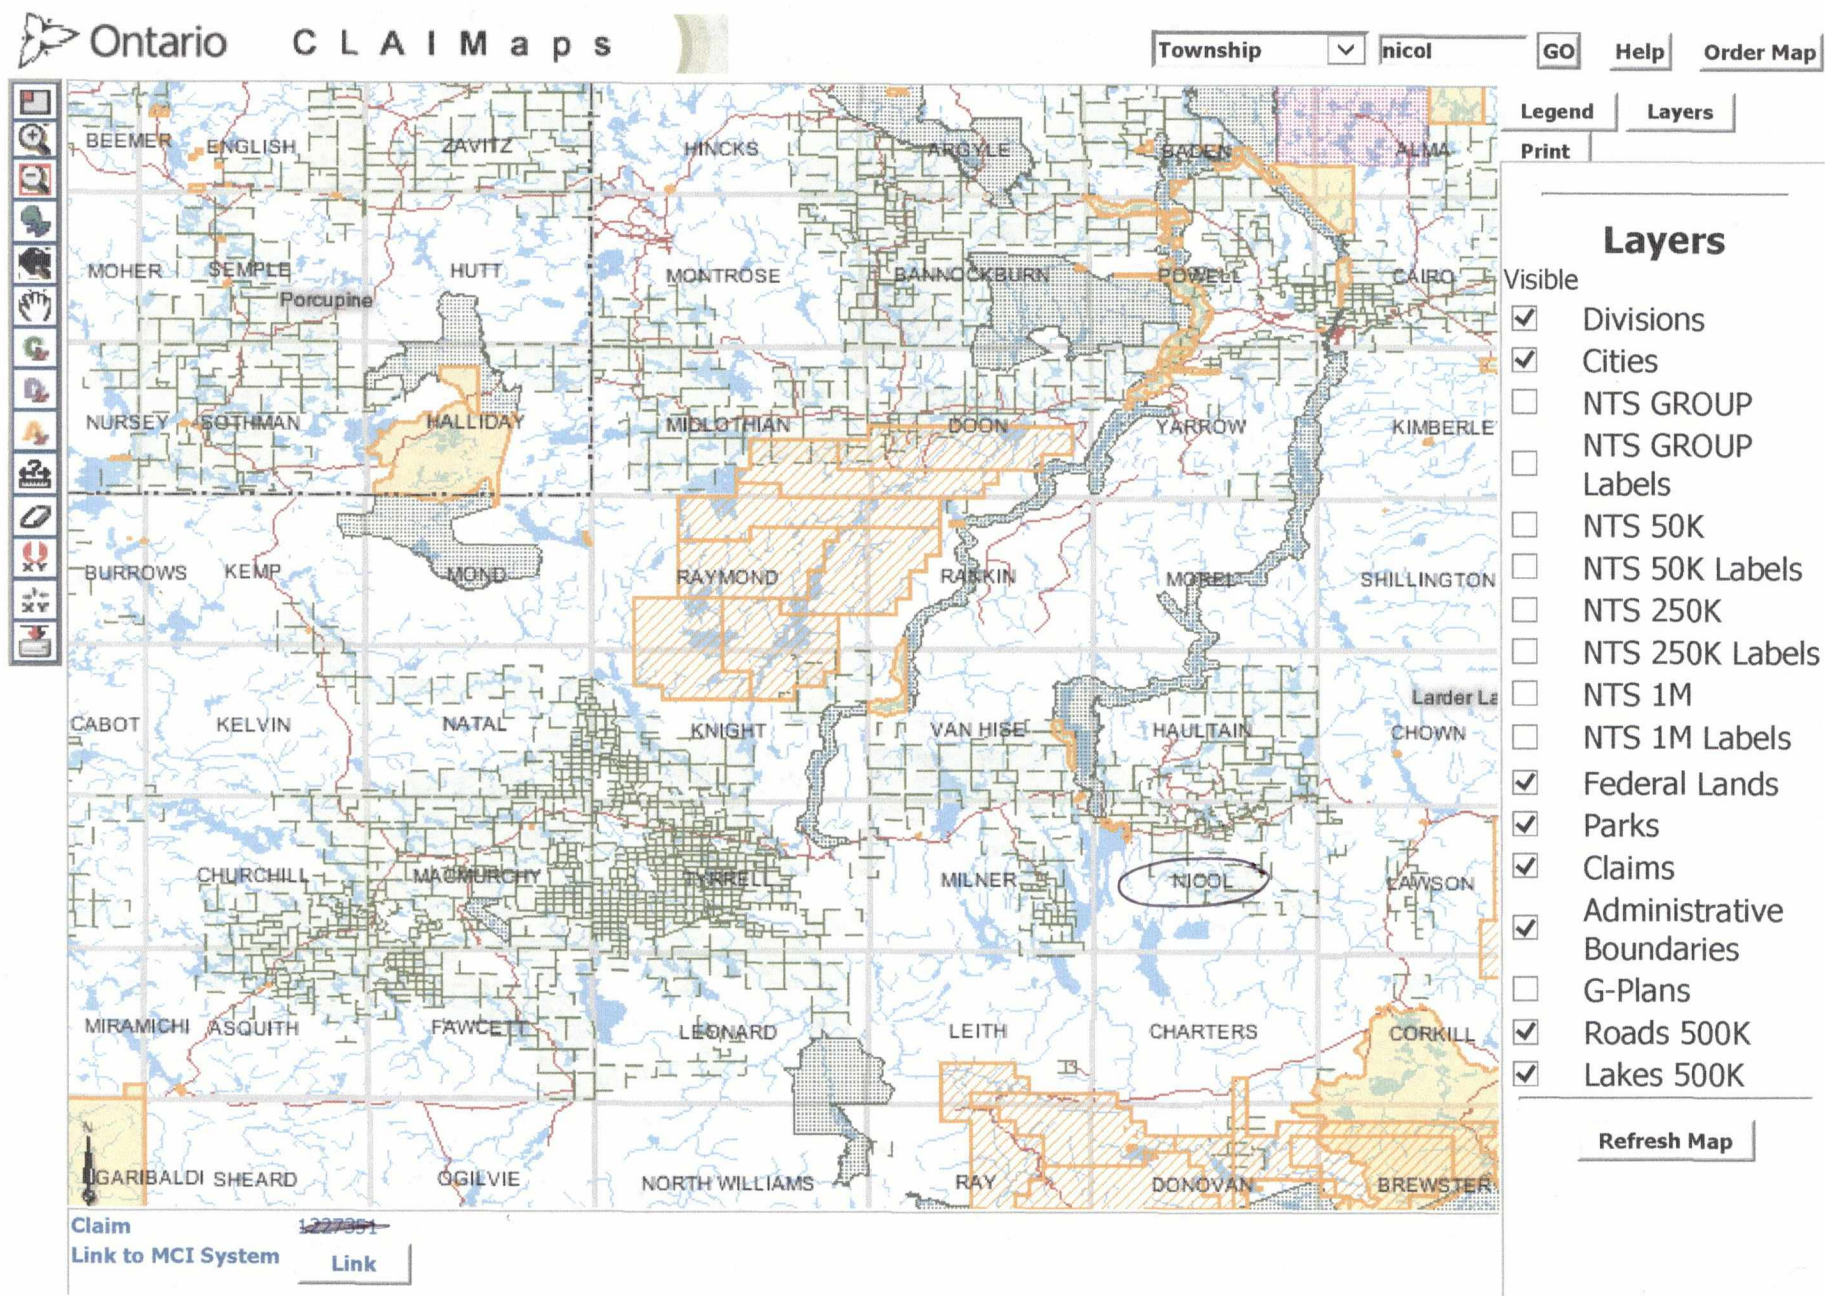 Ontario CLAIMaps
Township nicol GO Help Order Map
Legend Layers
Print
Layers
Visible
Divisions
Cities
NTS GROUP
NTS GROUP
Labels
NTS 50K
NTS 50K Labels
NTS 250K
NTS 250K Labels
NTS 1M
NTS 1M Labels
Federal Lands
Parks
Claims
Administrative
Boundaries
G-Plans
Roads 500K
Lakes 500K
Refresh Map
BEEMER ENGLISH ZAVITZ HINCKS ARGYLE BADEN ALMA
MOHER SEMPLE HUTT MONTROSE BANNOCKBURN POWELL CAIRO
Porcupine
NURSEY SOTHMAN HALLIDAY MIDLOTHIAN DOON YARROW KIMBERLE
BURROWS KEMP MOND RAYMOND RANKIN MOREL SHILLINGTON
Larder La
CABOT KELVIN NATAL KNIGHT VAN HISE HAULTAIN CHOWN
CHURCHILL MACMURCHY TYRRELL MILNER NICOL LAWSON
MIRAMICHI ASQUITH FAWCETT LEONARD LEITH CHARTERS CORKILL
N
GARIBALDI SHEARD OGILVIE NORTH WILLIAMS RAY DONOVAN BREWSTER
Claim 1227351
Link to MCI System Link